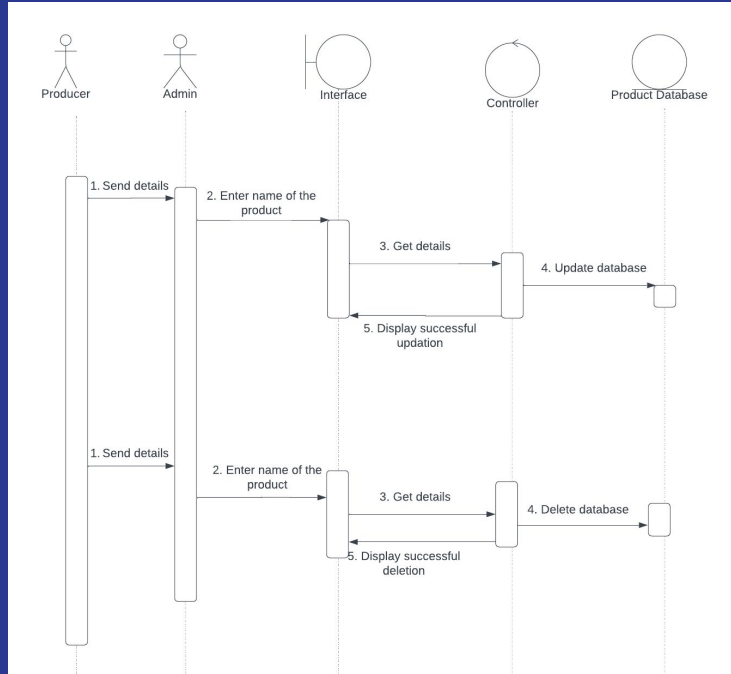 Producer
Admin
Interface
Controller
Product Database
1. Send details
2. Enter name of the
product
3. Get details
4. Update database
5. Display successful
updation
1. Send details
2. Enter name of the
product
3. Get details
4. Delete database
5. Display successful
deletion